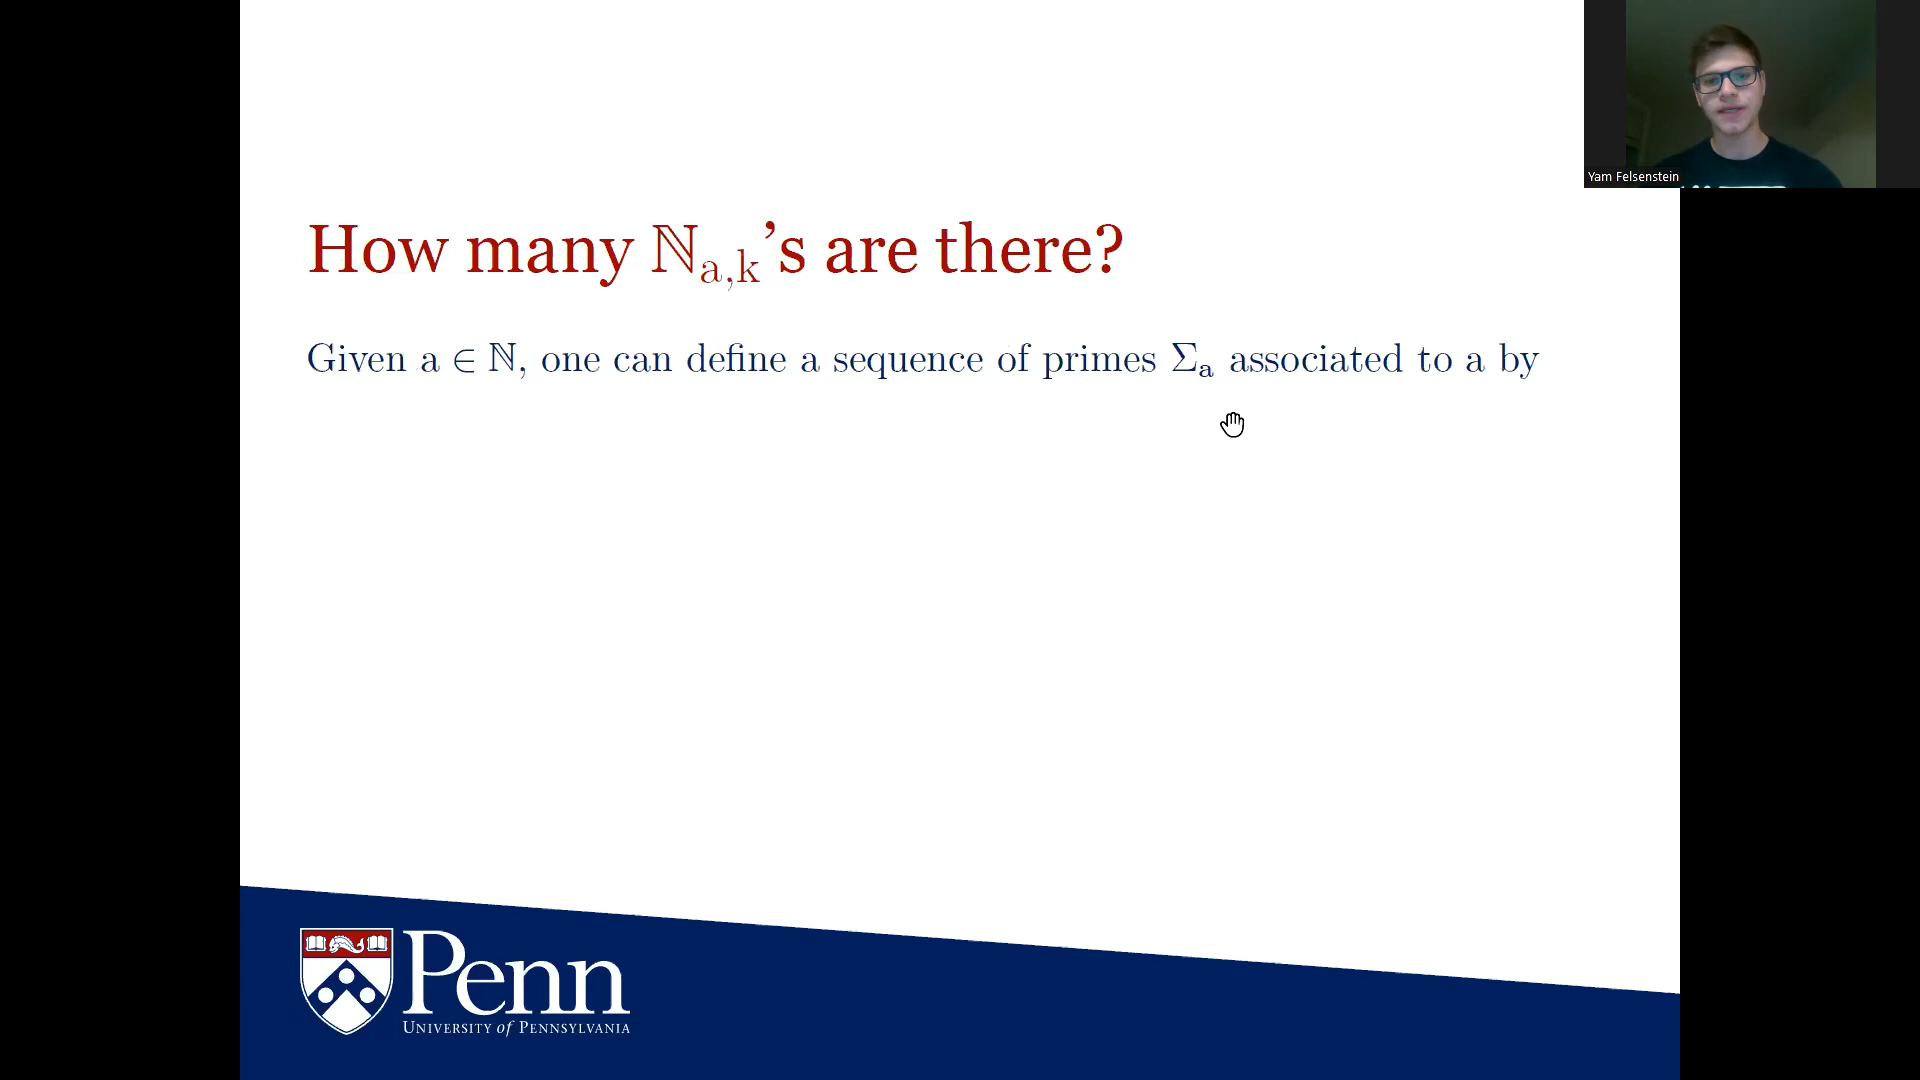 Yam Felsenstein
How many ℕa,k's are there?
Given a ∈ ℕ, one can define a sequence of primes Σa associated to a by
Penn
UNIVERSITY of PENNSYLVANIA